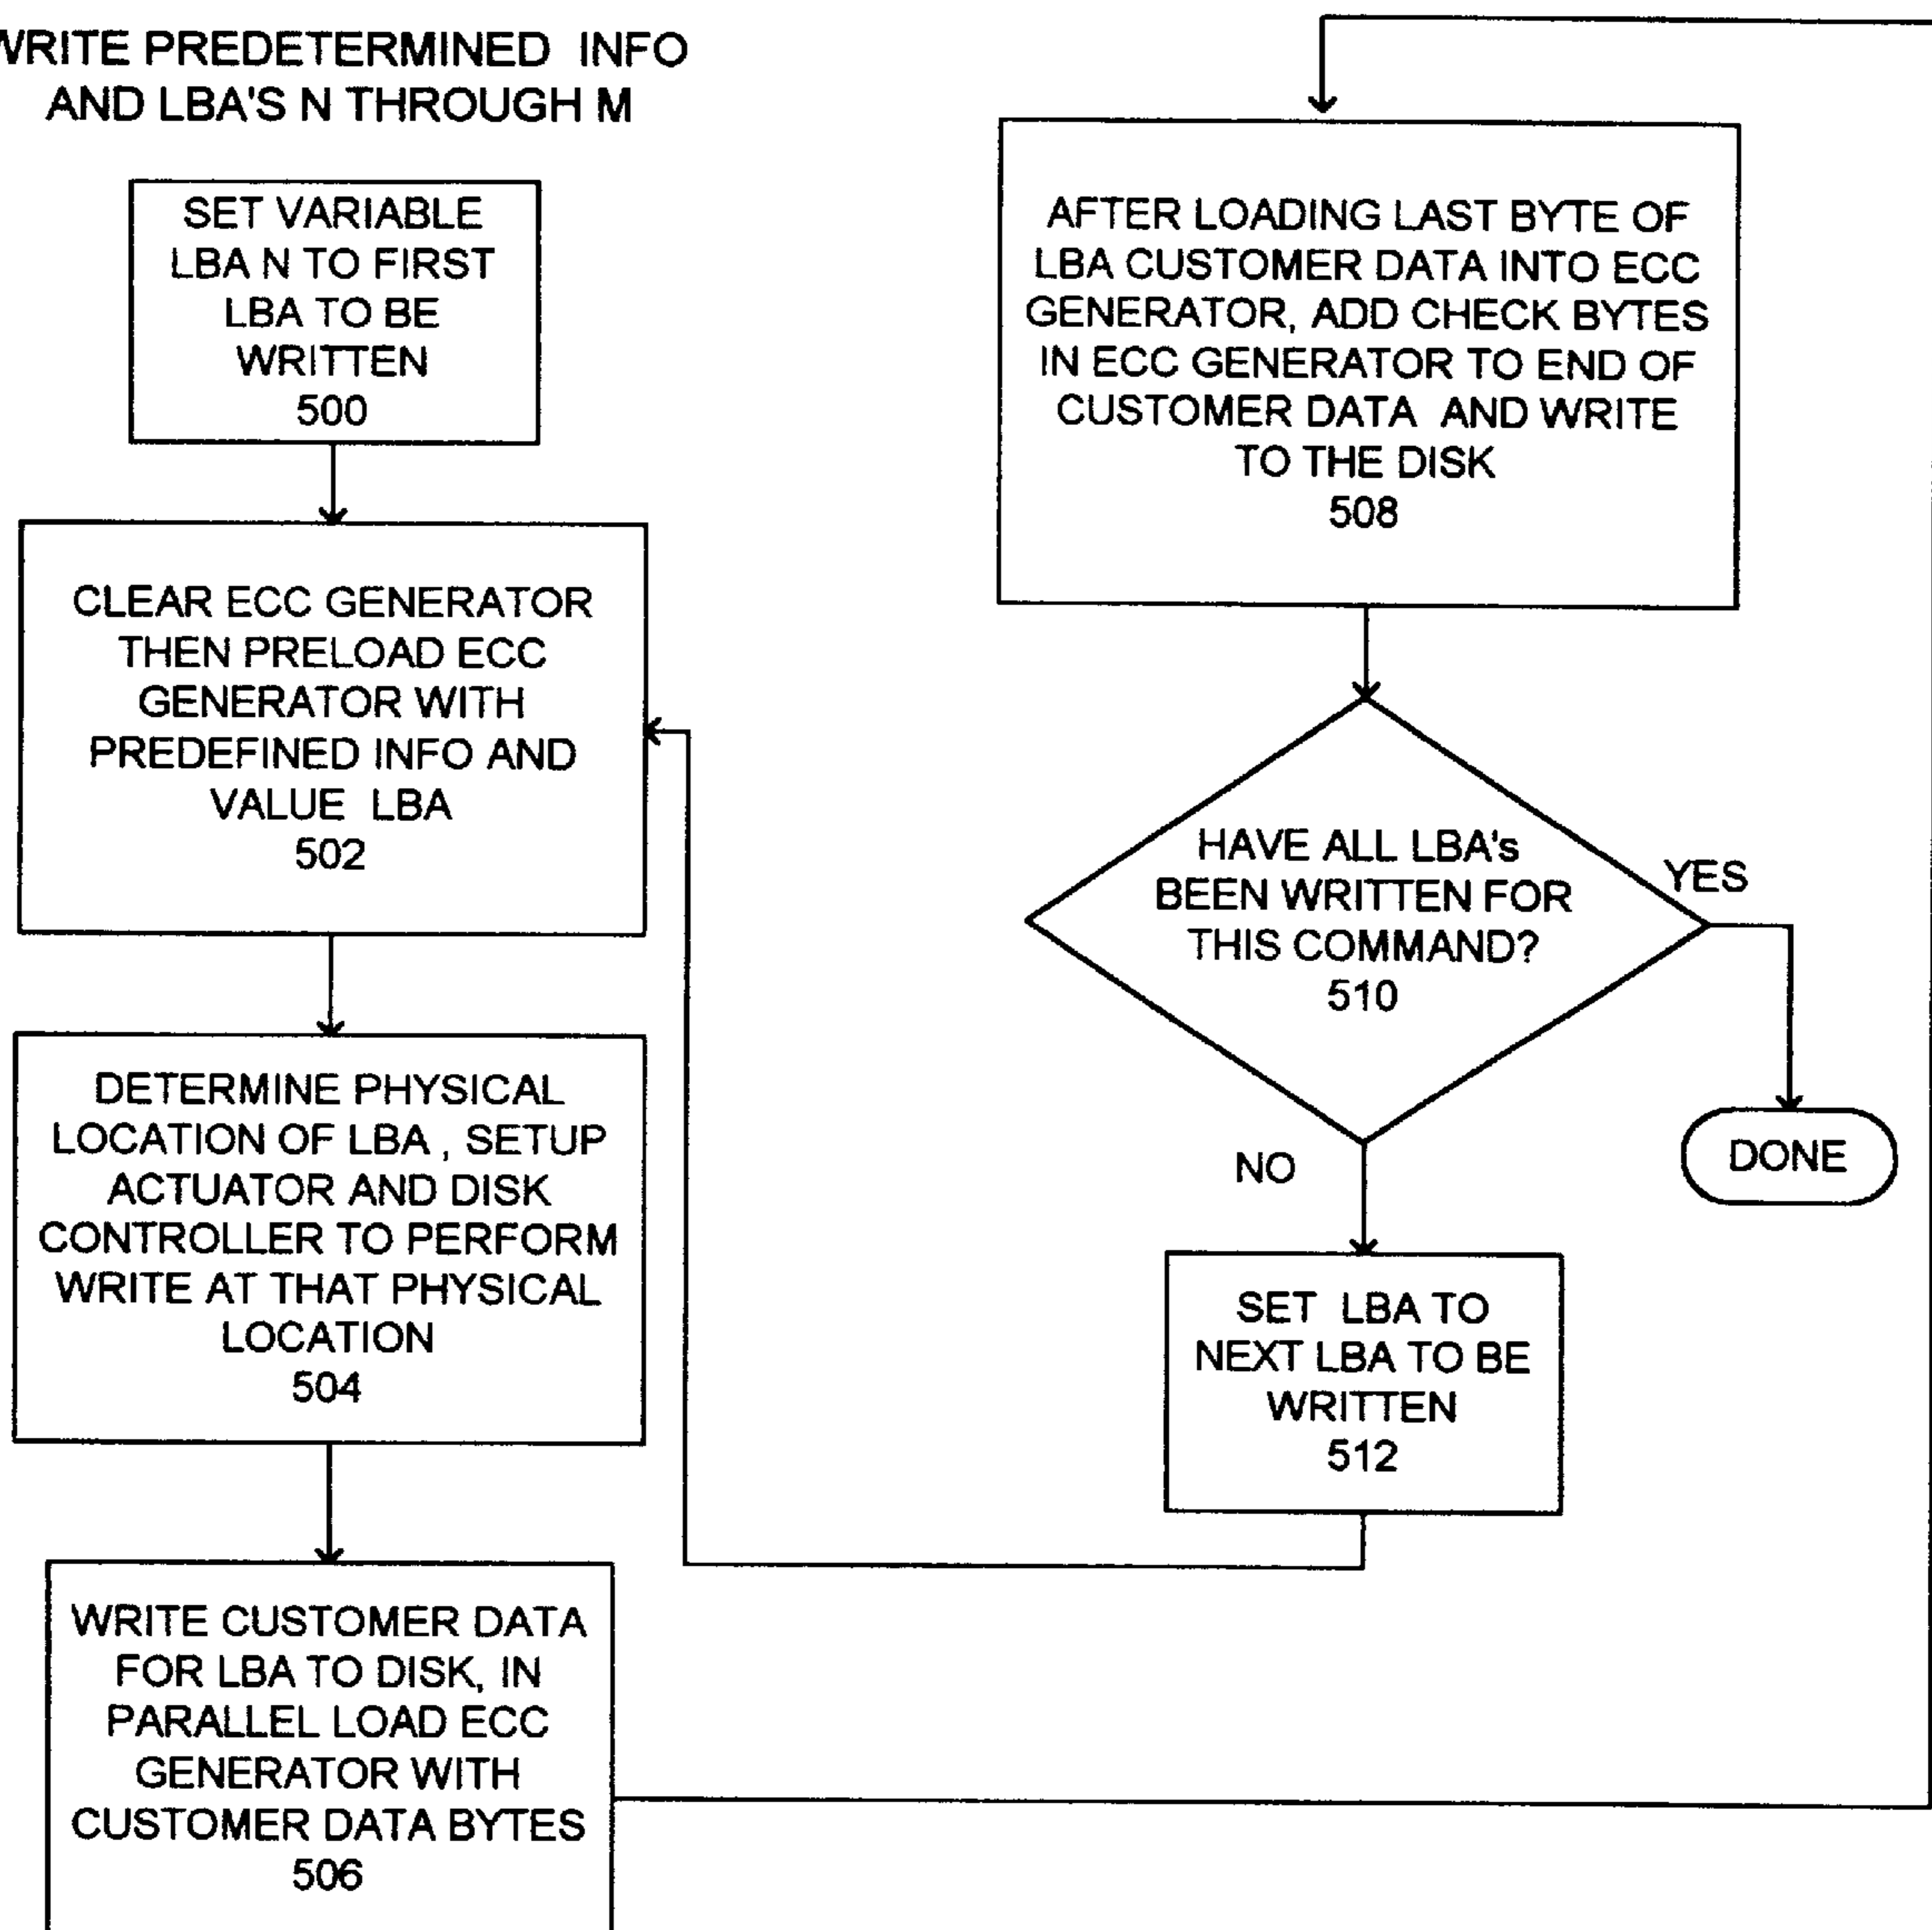 WRITE PREDETERMINED INFO
AND LBA'S N THROUGH M
SET VARIABLE
LBA N TO FIRST
LBA TO BE
WRITTEN
500
CLEAR ECC GENERATOR
THEN PRELOAD ECC
GENERATOR WITH
PREDEFINED INFO AND
VALUE LBA
502
DETERMINE PHYSICAL
LOCATION OF LBA , SETUP
ACTUATOR AND DISK
CONTROLLER TO PERFORM
WRITE AT THAT PHYSICAL
LOCATION
504
WRITE CUSTOMER DATA
FOR LBA TO DISK, IN
PARALLEL LOAD ECC
GENERATOR WITH
CUSTOMER DATA BYTES
506
AFTER LOADING LAST BYTE OF
LBA CUSTOMER DATA INTO ECC
GENERATOR, ADD CHECK BYTES
IN ECC GENERATOR TO END OF
CUSTOMER DATA AND WRITE
TO THE DISK
508
HAVE ALL LBA's
BEEN WRITTEN FOR
THIS COMMAND?
510
YES
DONE
NO
SET LBA TO
NEXT LBA TO BE
WRITTEN
512